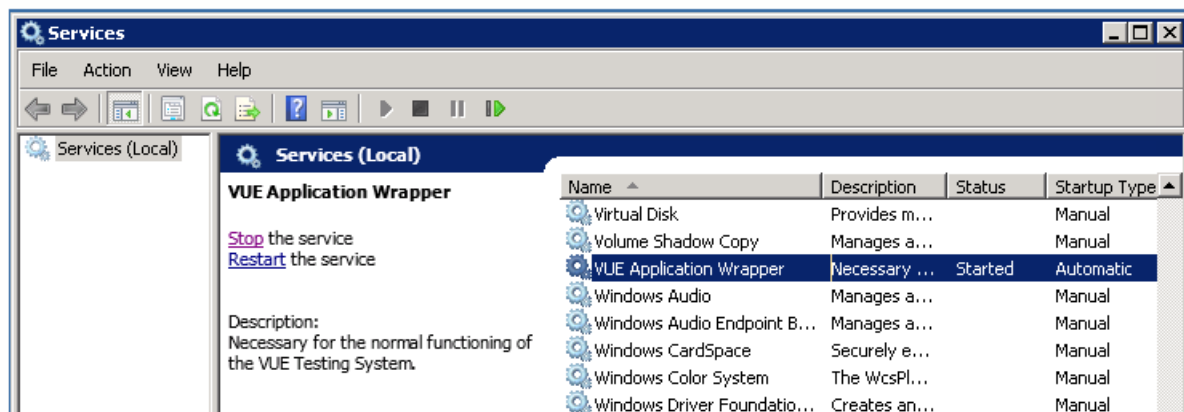 Services
File Action View Help
Services (Local)
Services (Local)
VUE Application Wrapper
Stop the service
Restart the service
Description:
Necessary for the normal functioning of
the VUE Testing System.
Name Description Status Startup Type
Virtual Disk Provides m... Manual
Volume Shadow Copy Manages a... Manual
VUE Application Wrapper Necessary ... Started Automatic
Windows Audio Manages a... Manual
Windows Audio Endpoint B... Manages a... Manual
Windows CardSpace Securely e... Manual
Windows Color System The WcsPl... Manual
Windows Driver Foundatio... Creates an... Manual